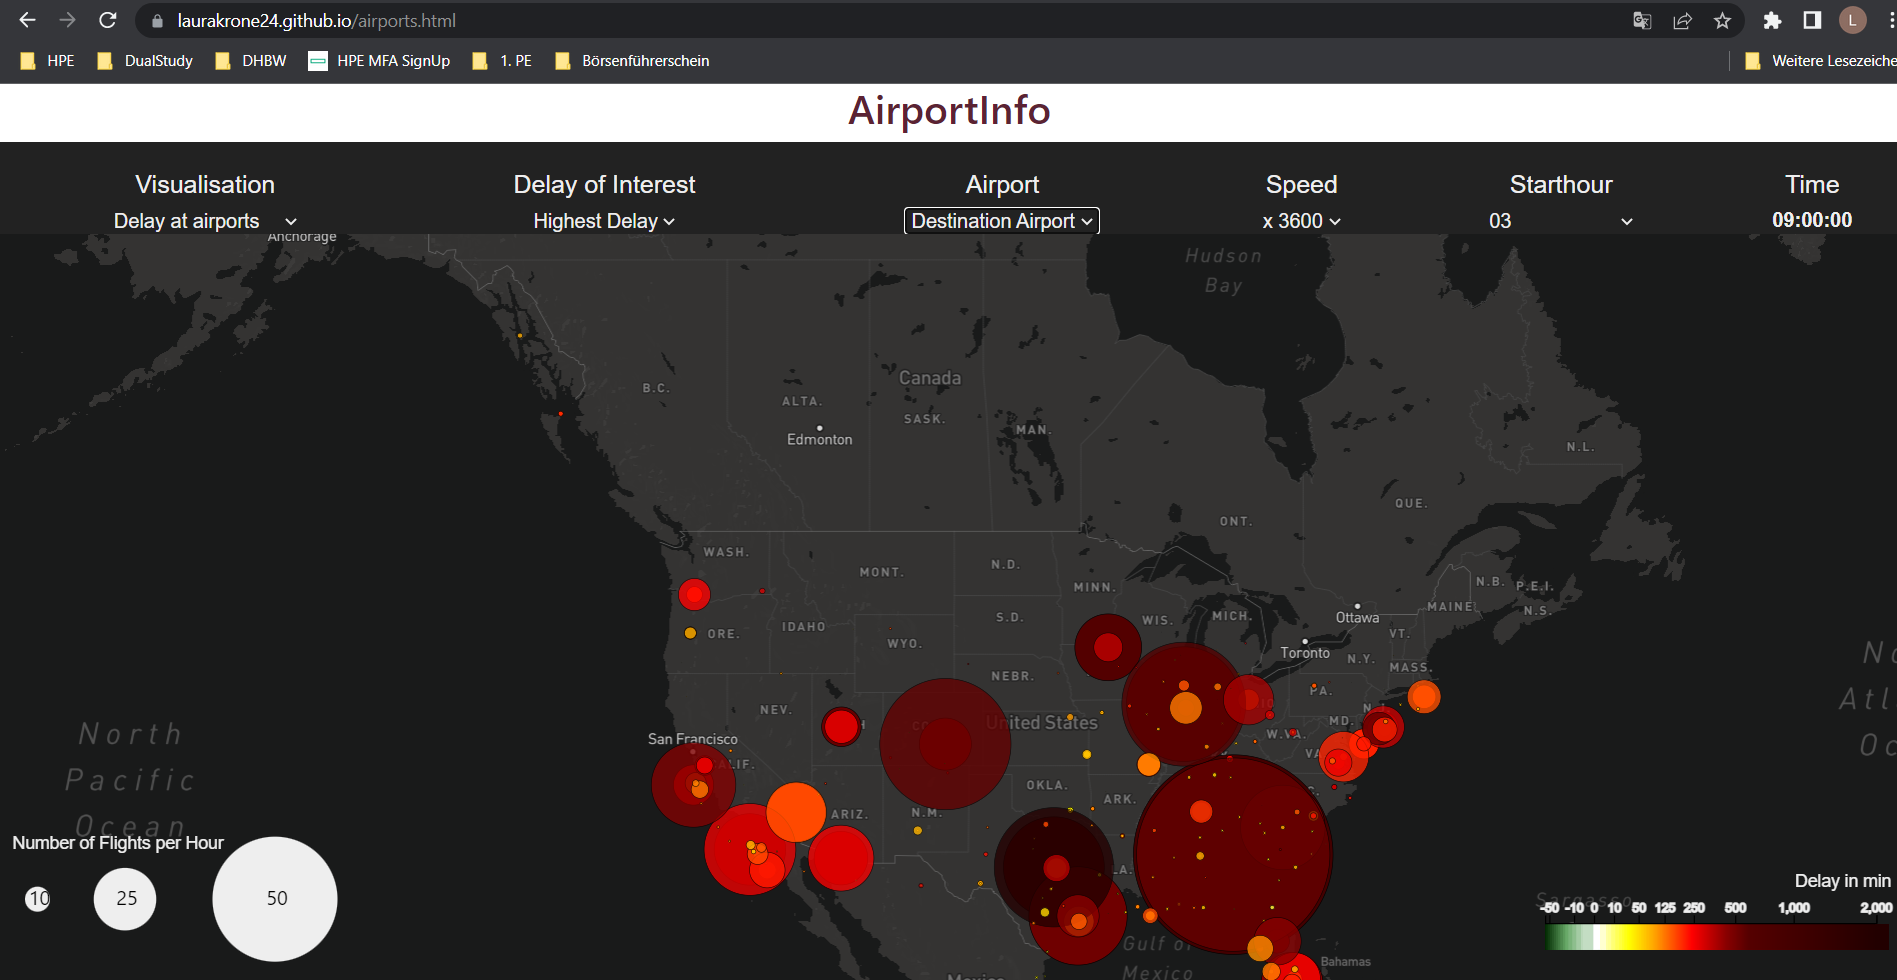 laurakrone24.github.io/airports.html
L
HPE
DualStudy
DHBW
HPE MFA SignUp
1. PE
Börsenführerschein
Weitere Lesezeiche
AirportInfo
Visualisation
Delay of Interest
Airport
Speed
Starthour
Time
Delay at airports
Highest Delay
Destination Airport
x 3600
03
09:00:00
Anchorage
Hudson
Bay
Canada
B.C.
ALTA.
SASK.
MAN.
Edmonton
N.L.
QUE.
ONT.
WASH.
MONT.
N.D.
MINN.
N.B.
P.E.I.
MAINE
N.S.
Ottawa
S.D.
WIS.
MICH.
ORE.
IDAHO
WYO.
VT.
Toronto
N.Y.
MASS.
NEBR.
PA.
NEV.
United States
MD.
N.J.
W.VA.
San Francisco
CALIF.
VA
OKLA.
ARK.
ARIZ.
N.M.
LA.
North
Pacific
Ocean
Number of Flights per Hour
10
25
50
Gulf of
Mexico
Mexico
Bahamas
Sargasso
Delay in min
-50 -10 0 10 50 125 250 500 1,000 2,000